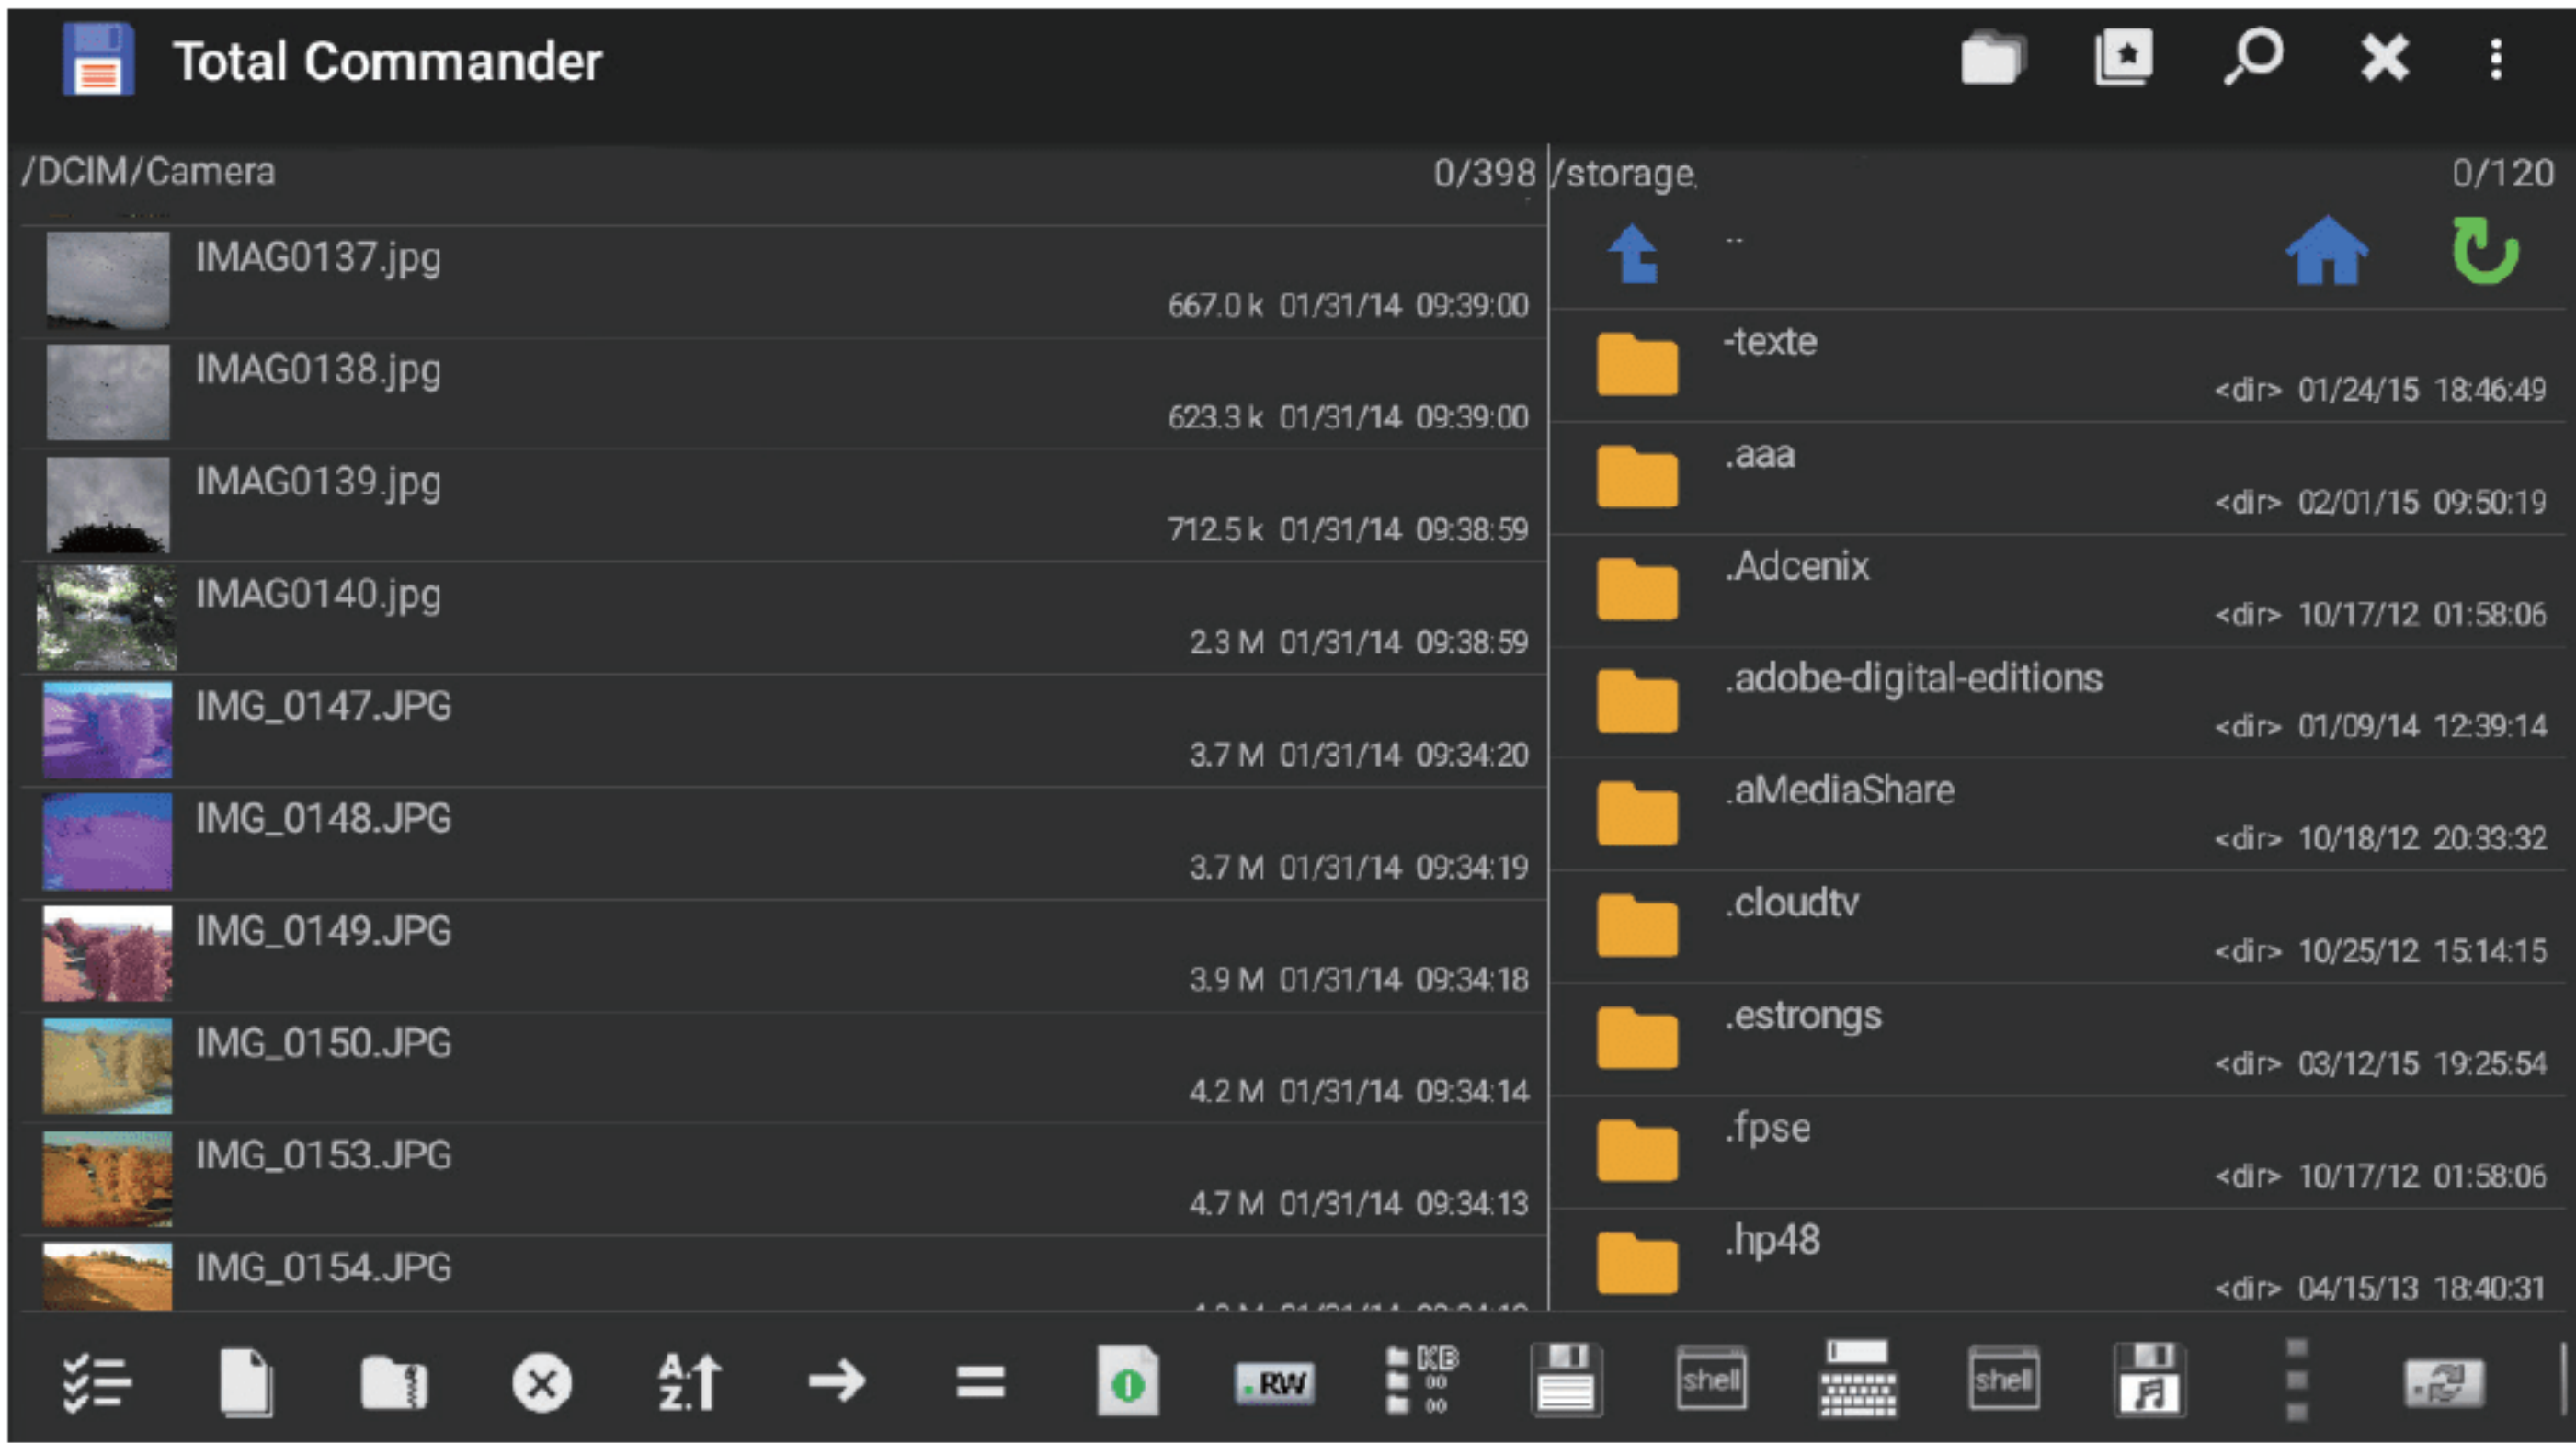 Total Commander
/DCIM/Camera 0/398
IMAG0137.jpg
667.0 k 01/31/14 09:39:00
IMAG0138.jpg
623.3 k 01/31/14 09:39:00
IMAG0139.jpg
712.5 k 01/31/14 09:38:59
IMAG0140.jpg
2.3 M 01/31/14 09:38:59
IMG_0147.JPG
3.7 M 01/31/14 09:34:20
IMG_0148.JPG
3.7 M 01/31/14 09:34:19
IMG_0149.JPG
3.9 M 01/31/14 09:34:18
IMG_0150.JPG
4.2 M 01/31/14 09:34:14
IMG_0153.JPG
4.7 M 01/31/14 09:34:13
IMG_0154.JPG
/storage 0/120
..
-texte
<dir> 01/24/15 18:46:49
.aaa
<dir> 02/01/15 09:50:19
.Adcenix
<dir> 10/17/12 01:58:06
.adobe-digital-editions
<dir> 01/09/14 12:39:14
.aMediaShare
<dir> 10/18/12 20:33:32
.cloudtv
<dir> 10/25/12 15:14:15
.estrongs
<dir> 03/12/15 19:25:54
.fpse
<dir> 10/17/12 01:58:06
.hp48
<dir> 04/15/13 18:40:31
A.
Z.
=
.RW
KB
00
00
shell
shell